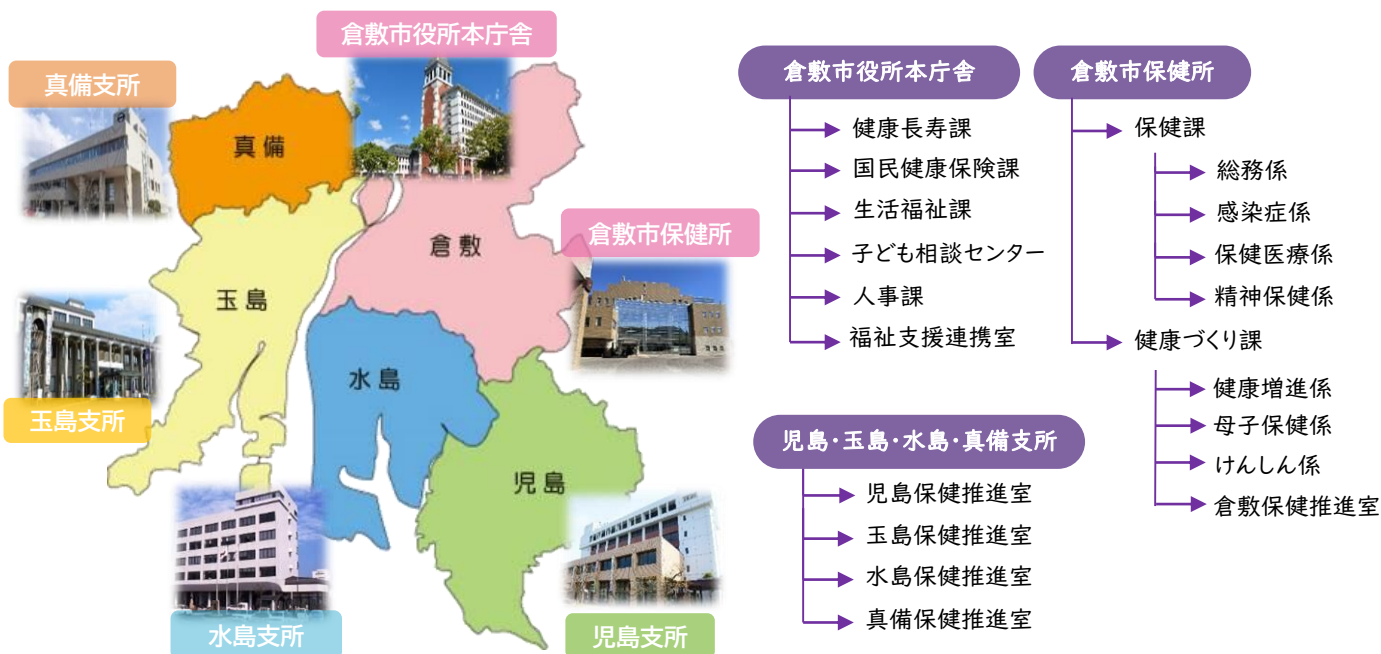 倉敷市役所本庁舎
真備支所
真備
倉敷
倉敷市保健所
玉島
水島
玉島支所
児島
水島支所
児島支所
倉敷市役所本庁舎
健康長寿課
国民健康保険課
生活福祉課
子ども相談センター
人事課
福祉支援連携室
児島・玉島・水島・真備支所
児島保健推進室
玉島保健推進室
水島保健推進室
真備保健推進室
倉敷市保健所
保健課
総務係
感染症係
保健医療係
精神保健係
健康づくり課
健康増進係
母子保健係
けんしん係
倉敷保健推進室